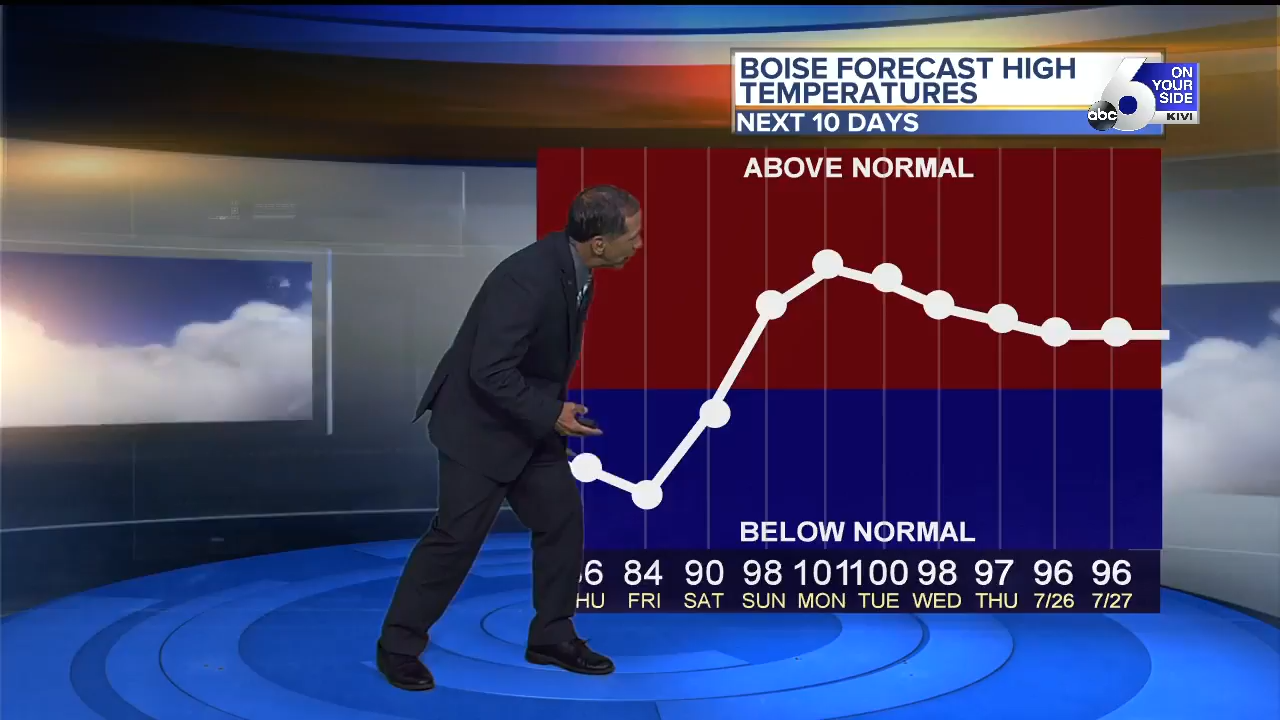 BOISE FORECAST HIGH
TEMPERATURES
NEXT 10 DAYS
abc 6 ON
YOUR
SIDE
KIVI
ABOVE NORMAL
BELOW NORMAL
84 90 98 101 100 98 97 96 96
FRI SAT SUN MON TUE WED THU 7/26 7/27